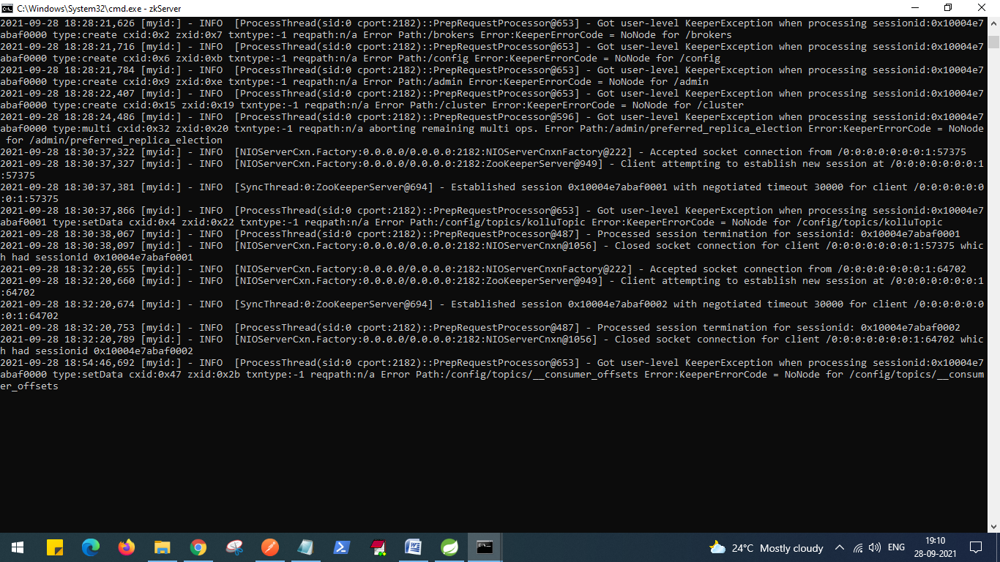 C:\Windows\System32\cmd.exe - zkServer
2021-09-28 18:28:21,626 [myid:] - INFO  [ProcessThread(sid:0 cport:2182)::PrepRequestProcessor@653] - Got user-level KeeperException when processing sessionid:0x10004e7
abaf0000 type:create cxid:0x2 zxid:0x7 txntype:-1 reqpath:n/a Error Path:/brokers Error:KeeperErrorCode = NoNode for /brokers
2021-09-28 18:28:21,716 [myid:] - INFO  [ProcessThread(sid:0 cport:2182)::PrepRequestProcessor@653] - Got user-level KeeperException when processing sessionid:0x10004e7
abaf0000 type:create cxid:0x6 zxid:0xb txntype:-1 reqpath:n/a Error Path:/config Error:KeeperErrorCode = NoNode for /config
2021-09-28 18:28:21,784 [myid:] - INFO  [ProcessThread(sid:0 cport:2182)::PrepRequestProcessor@653] - Got user-level KeeperException when processing sessionid:0x10004e7
abaf0000 type:create cxid:0x9 zxid:0xe txntype:-1 reqpath:n/a Error Path:/admin Error:KeeperErrorCode = NoNode for /admin
2021-09-28 18:28:22,407 [myid:] - INFO  [ProcessThread(sid:0 cport:2182)::PrepRequestProcessor@653] - Got user-level KeeperException when processing sessionid:0x10004e7
abaf0000 type:create cxid:0x15 zxid:0x19 txntype:-1 reqpath:n/a Error Path:/cluster Error:KeeperErrorCode = NoNode for /cluster
2021-09-28 18:28:24,486 [myid:] - INFO  [ProcessThread(sid:0 cport:2182)::PrepRequestProcessor@596] - Got user-level KeeperException when processing sessionid:0x10004e7
abaf0000 type:multi cxid:0x32 zxid:0x20 txntype:-1 reqpath:n/a aborting remaining multi ops. Error Path:/admin/preferred_replica_election Error:KeeperErrorCode = NoNode
 for /admin/preferred_replica_election
2021-09-28 18:30:37,322 [myid:] - INFO  [NIOServerCxn.Factory:0.0.0.0/0.0.0.0:2182:NIOServerCnxnFactory@222] - Accepted socket connection from /0:0:0:0:0:0:0:1:57375
2021-09-28 18:30:37,327 [myid:] - INFO  [NIOServerCxn.Factory:0.0.0.0/0.0.0.0:2182:ZooKeeperServer@949] - Client attempting to establish new session at /0:0:0:0:0:0:0:1
:57375
2021-09-28 18:30:37,381 [myid:] - INFO  [SyncThread:0:ZooKeeperServer@694] - Established session 0x10004e7abaf0001 with negotiated timeout 30000 for client /0:0:0:0:0
:0:1:57375
2021-09-28 18:30:37,866 [myid:] - INFO  [ProcessThread(sid:0 cport:2182)::PrepRequestProcessor@653] - Got user-level KeeperException when processing sessionid:0x10004e7
abaf0001 type:setData cxid:0x4 zxid:0x22 txntype:-1 reqpath:n/a Error Path:/config/topics/kolluTopic Error:KeeperErrorCode = NoNode for /config/topics/kolluTopic
2021-09-28 18:30:38,067 [myid:] - INFO  [ProcessThread(sid:0 cport:2182)::PrepRequestProcessor@487] - Processed session termination for sessionid: 0x10004e7abaf0001
2021-09-28 18:30:38,097 [myid:] - INFO  [NIOServerCxn.Factory:0.0.0.0/0.0.0.0:2182:NIOServerCnxn@1056] - Closed socket connection for client /0:0:0:0:0:0:0:1:57375 whic
h had sessionid 0x10004e7abaf0001
2021-09-28 18:32:20,655 [myid:] - INFO  [NIOServerCxn.Factory:0.0.0.0/0.0.0.0:2182:NIOServerCnxnFactory@222] - Accepted socket connection from /0:0:0:0:0:0:0:1:64702
2021-09-28 18:32:20,660 [myid:] - INFO  [NIOServerCxn.Factory:0.0.0.0/0.0.0.0:2182:ZooKeeperServer@949] - Client attempting to establish new session at /0:0:0:0:0:0:0:1
:64702
2021-09-28 18:32:20,674 [myid:] - INFO  [SyncThread:0:ZooKeeperServer@694] - Established session 0x10004e7abaf0002 with negotiated timeout 30000 for client /0:0:0:0:0
:0:1:64702
2021-09-28 18:32:20,753 [myid:] - INFO  [ProcessThread(sid:0 cport:2182)::PrepRequestProcessor@487] - Processed session termination for sessionid: 0x10004e7abaf0002
2021-09-28 18:32:20,789 [myid:] - INFO  [NIOServerCxn.Factory:0.0.0.0/0.0.0.0:2182:NIOServerCnxn@1056] - Closed socket connection for client /0:0:0:0:0:0:0:1:64702 whic
h had sessionid 0x10004e7abaf0002
2021-09-28 18:54:46,692 [myid:] - INFO  [ProcessThread(sid:0 cport:2182)::PrepRequestProcessor@653] - Got user-level KeeperException when processing sessionid:0x10004e7
abaf0000 type:setData cxid:0x47 zxid:0x2b txntype:-1 reqpath:n/a Error Path:/config/topics/__consumer_offsets Error:KeeperErrorCode = NoNode for /config/topics/__consum
er_offsets
24°C Mostly cloudy
ENG
19:10
28-09-2021